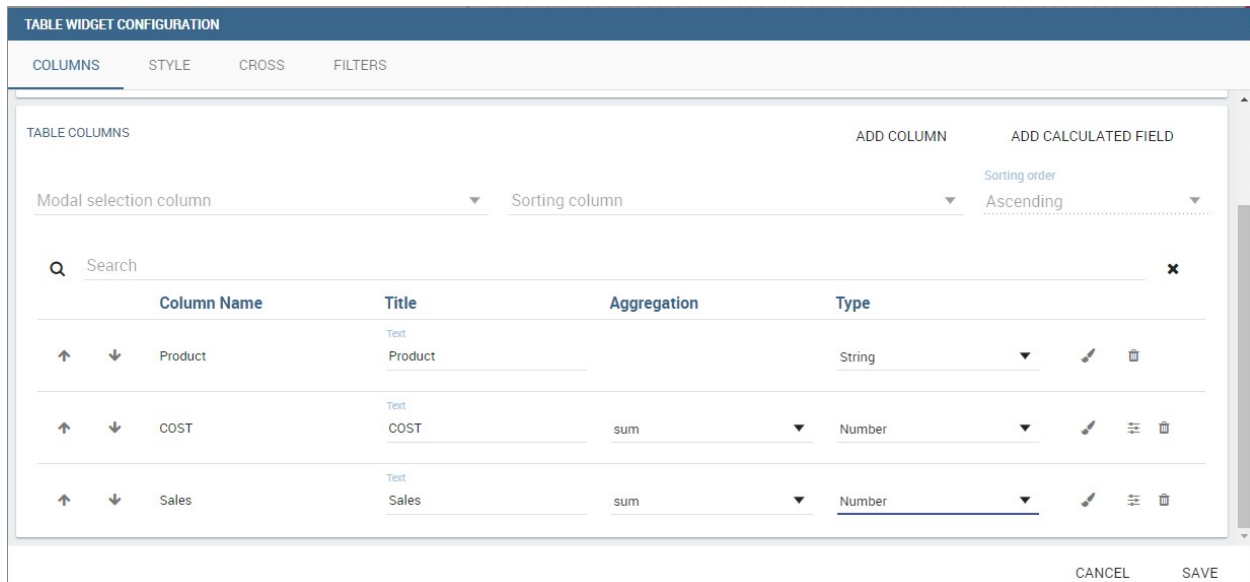 TABLE WIDGET CONFIGURATION
COLUMNS STYLE CROSS FILTERS
TABLE COLUMNS ADD COLUMN ADD CALCULATED FIELD
Sorting order
Modal selection column Sorting column Ascending
Search
Column Name Title Aggregation Type
Text
Product Product String
Text
COST COST sum Number
Text
Sales Sales sum Number
CANCEL SAVE